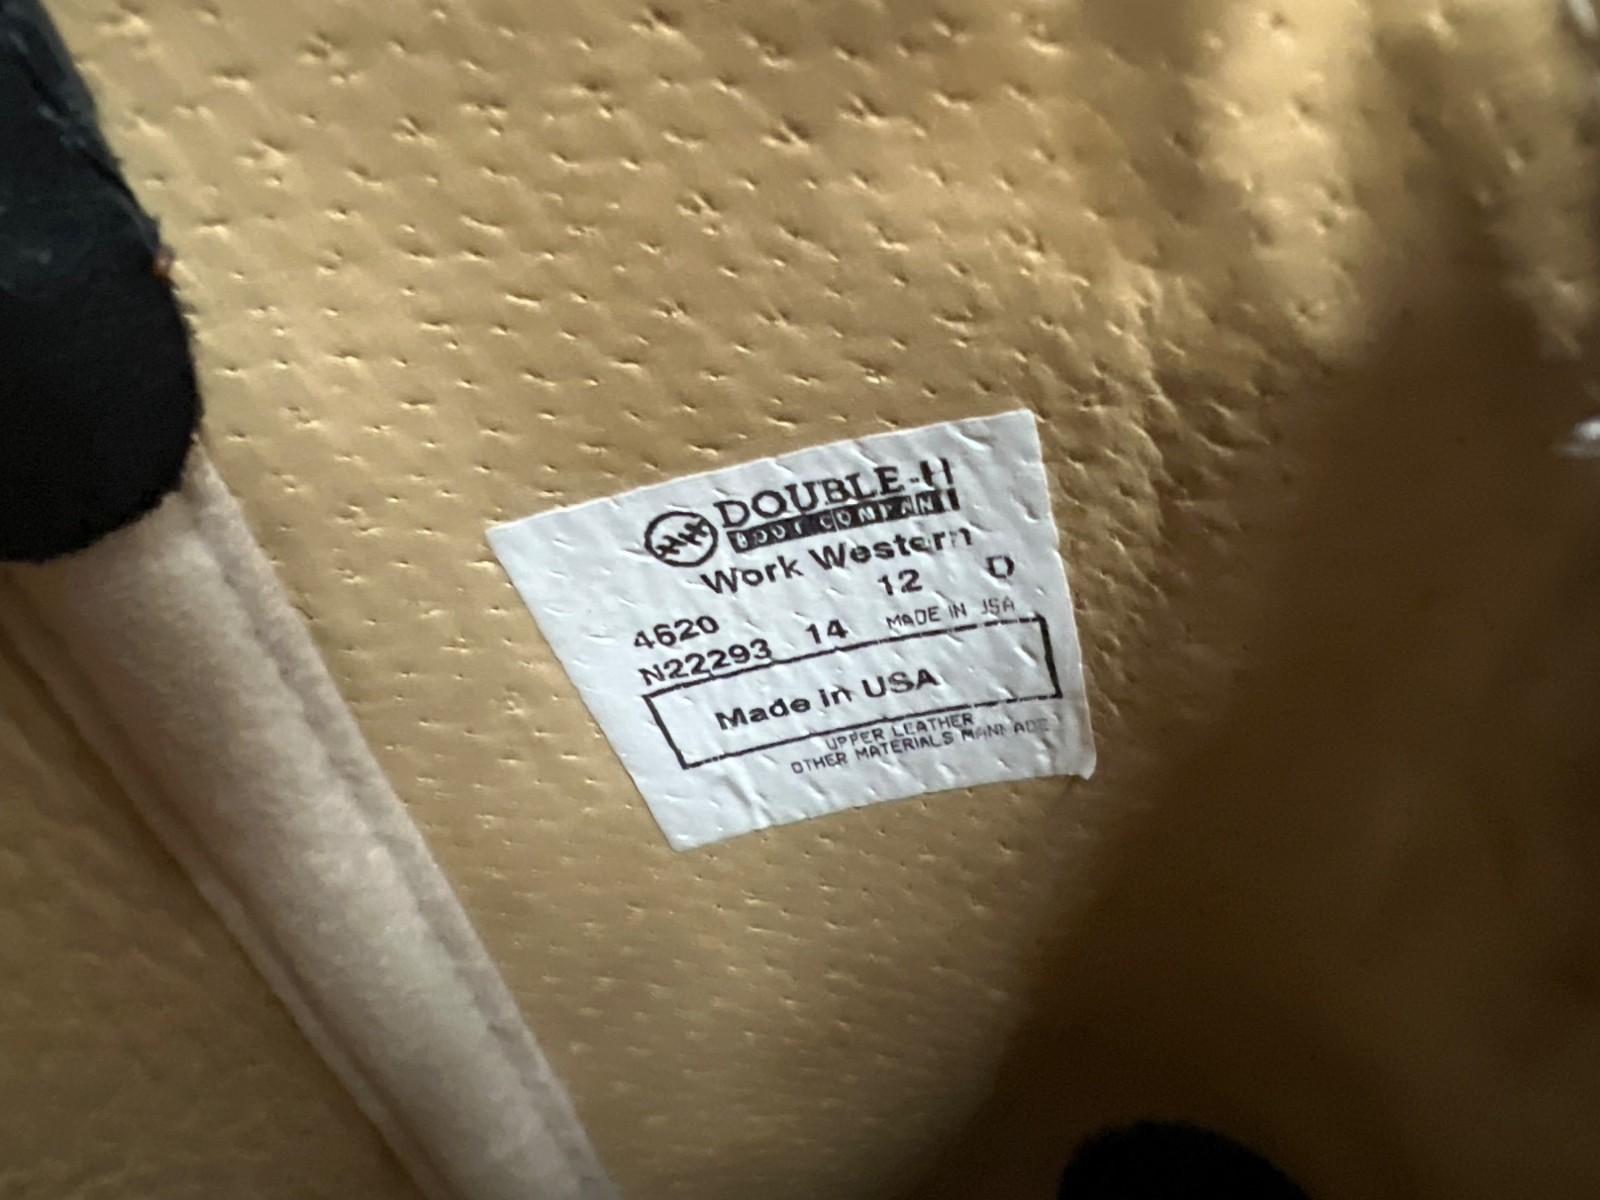 HH DOUBLE-H
BOOT COMPANY
Work Western
12 D
4620
N22293 14 MADE IN USA
Made in USA
UPPER LEATHER
OTHER MATERIALS MANMADE